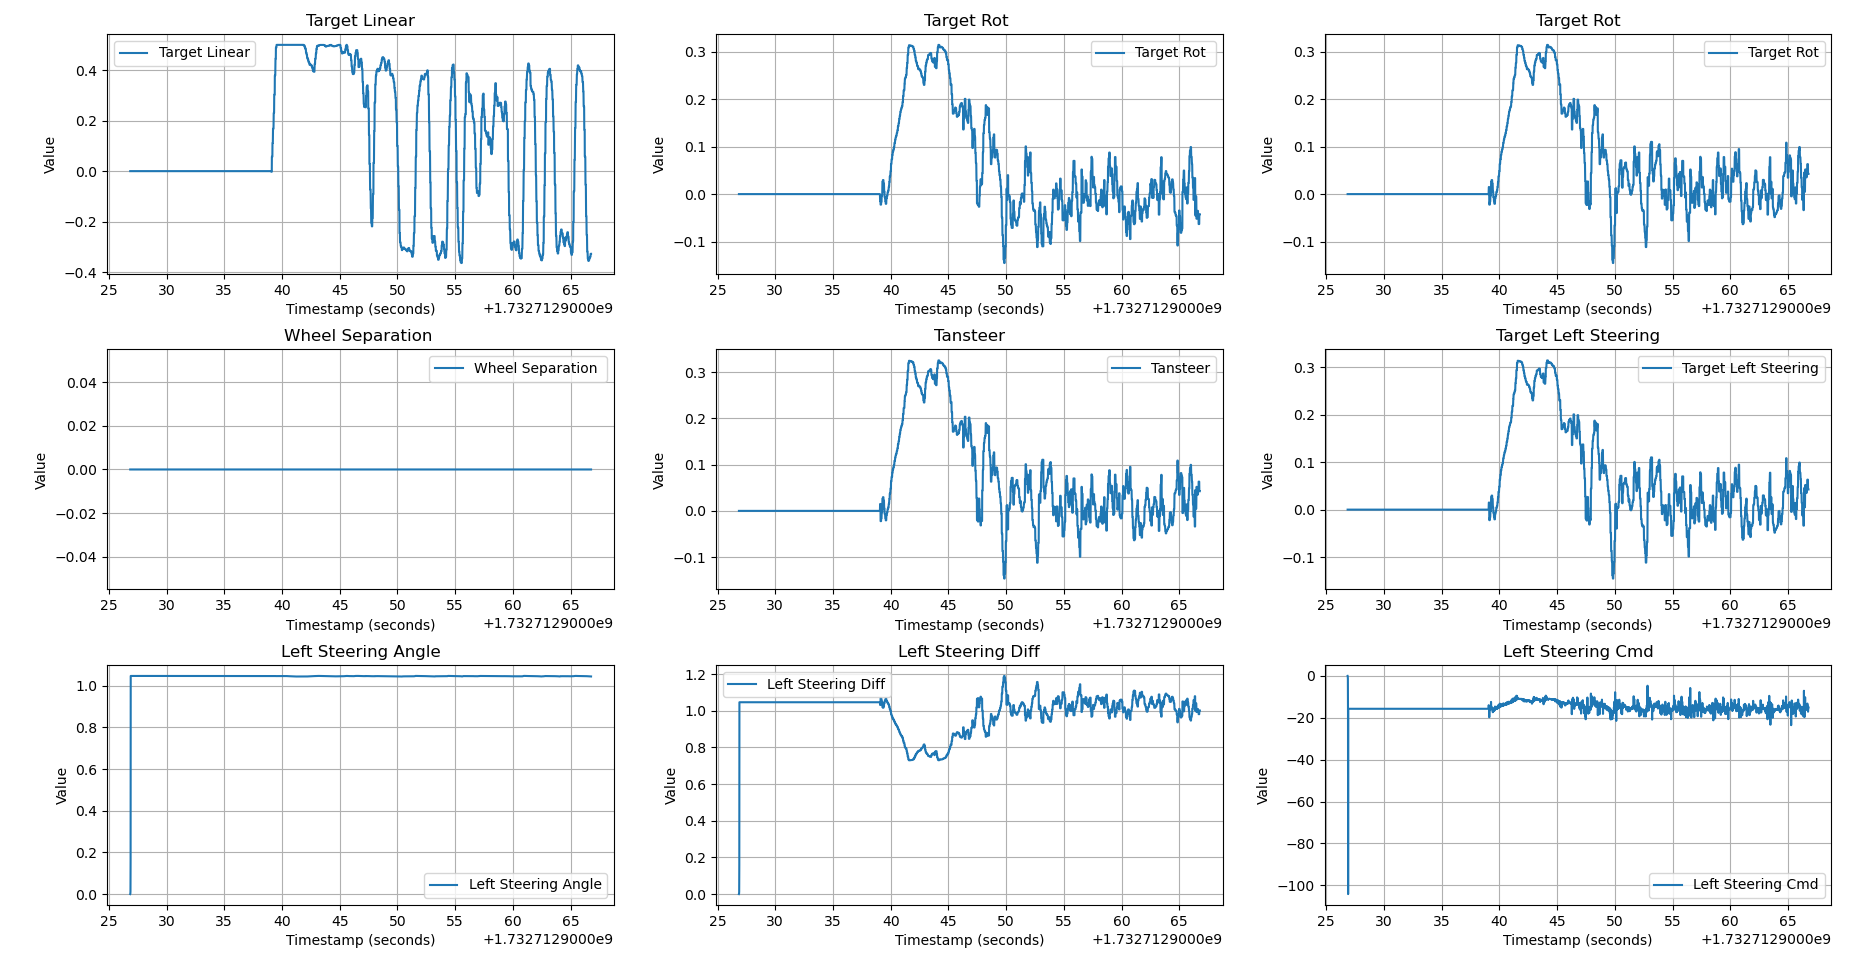 Target Linear
Target Linear
0.4
0.2
0.0
−0.2
−0.4
Value
25 30 35 40 45 50 55 60 65
Timestamp (seconds) +1.7327129000e9
Target Rot
Target Rot
0.3
0.2
0.1
0.0
−0.1
Value
25 30 35 40 45 50 55 60 65
Timestamp (seconds) +1.7327129000e9
Target Rot
Target Rot
0.3
0.2
0.1
0.0
−0.1
Value
25 30 35 40 45 50 55 60 65
Timestamp (seconds) +1.7327129000e9
Wheel Separation
Wheel Separation
0.04
0.02
0.00
−0.02
−0.04
Value
25 30 35 40 45 50 55 60 65
Timestamp (seconds) +1.7327129000e9
Tansteer
Tansteer
0.3
0.2
0.1
0.0
−0.1
Value
25 30 35 40 45 50 55 60 65
Timestamp (seconds) +1.7327129000e9
Target Left Steering
Target Left Steering
0.3
0.2
0.1
0.0
−0.1
Value
25 30 35 40 45 50 55 60 65
Timestamp (seconds) +1.7327129000e9
Left Steering Angle
1.0
0.8
0.6
0.4
0.2
0.0
Value
Left Steering Angle
25 30 35 40 45 50 55 60 65
Timestamp (seconds) +1.7327129000e9
Left Steering Diff
Left Steering Diff
1.2
1.0
0.8
0.6
0.4
0.2
0.0
Value
25 30 35 40 45 50 55 60 65
Timestamp (seconds) +1.7327129000e9
Left Steering Cmd
0
−20
−40
−60
−80
−100
Value
Left Steering Cmd
25 30 35 40 45 50 55 60 65
Timestamp (seconds) +1.7327129000e9